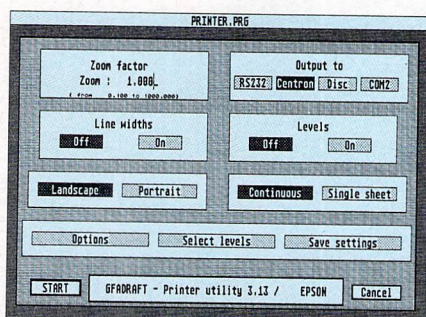 PRINTER.PRG
Zoom factor
Zoom : 1.000
( from 0.100 to 1000.000)
Output to
RS232 Centron Disc COM2
Line widths
Off On
Levels
Off On
Landscape Portrait
Continuous Single sheet
Options Select levels Save settings
START GFADRAFT - Printer utility 3.13 / EPSON Cancel